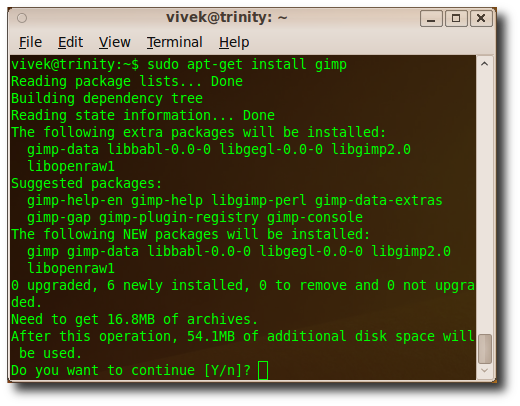 vivek@trinity: ~
File Edit View Terminal Help
vivek@trinity:~$ sudo apt-get install gimp
Reading package lists... Done
Building dependency tree
Reading state information... Done
The following extra packages will be installed:
  gimp-data libbabl-0.0-0 libgegl-0.0-0 libgimp2.0
  libopenraw1
Suggested packages:
  gimp-help-en gimp-help libgimp-perl gimp-data-extras
  gimp-gap gimp-plugin-registry gimp-console
The following NEW packages will be installed:
  gimp gimp-data libbabl-0.0-0 libgegl-0.0-0 libgimp2.0
  libopenraw1
0 upgraded, 6 newly installed, 0 to remove and 0 not upgra
ded.
Need to get 16.8MB of archives.
After this operation, 54.1MB of additional disk space will
 be used.
Do you want to continue [Y/n]?